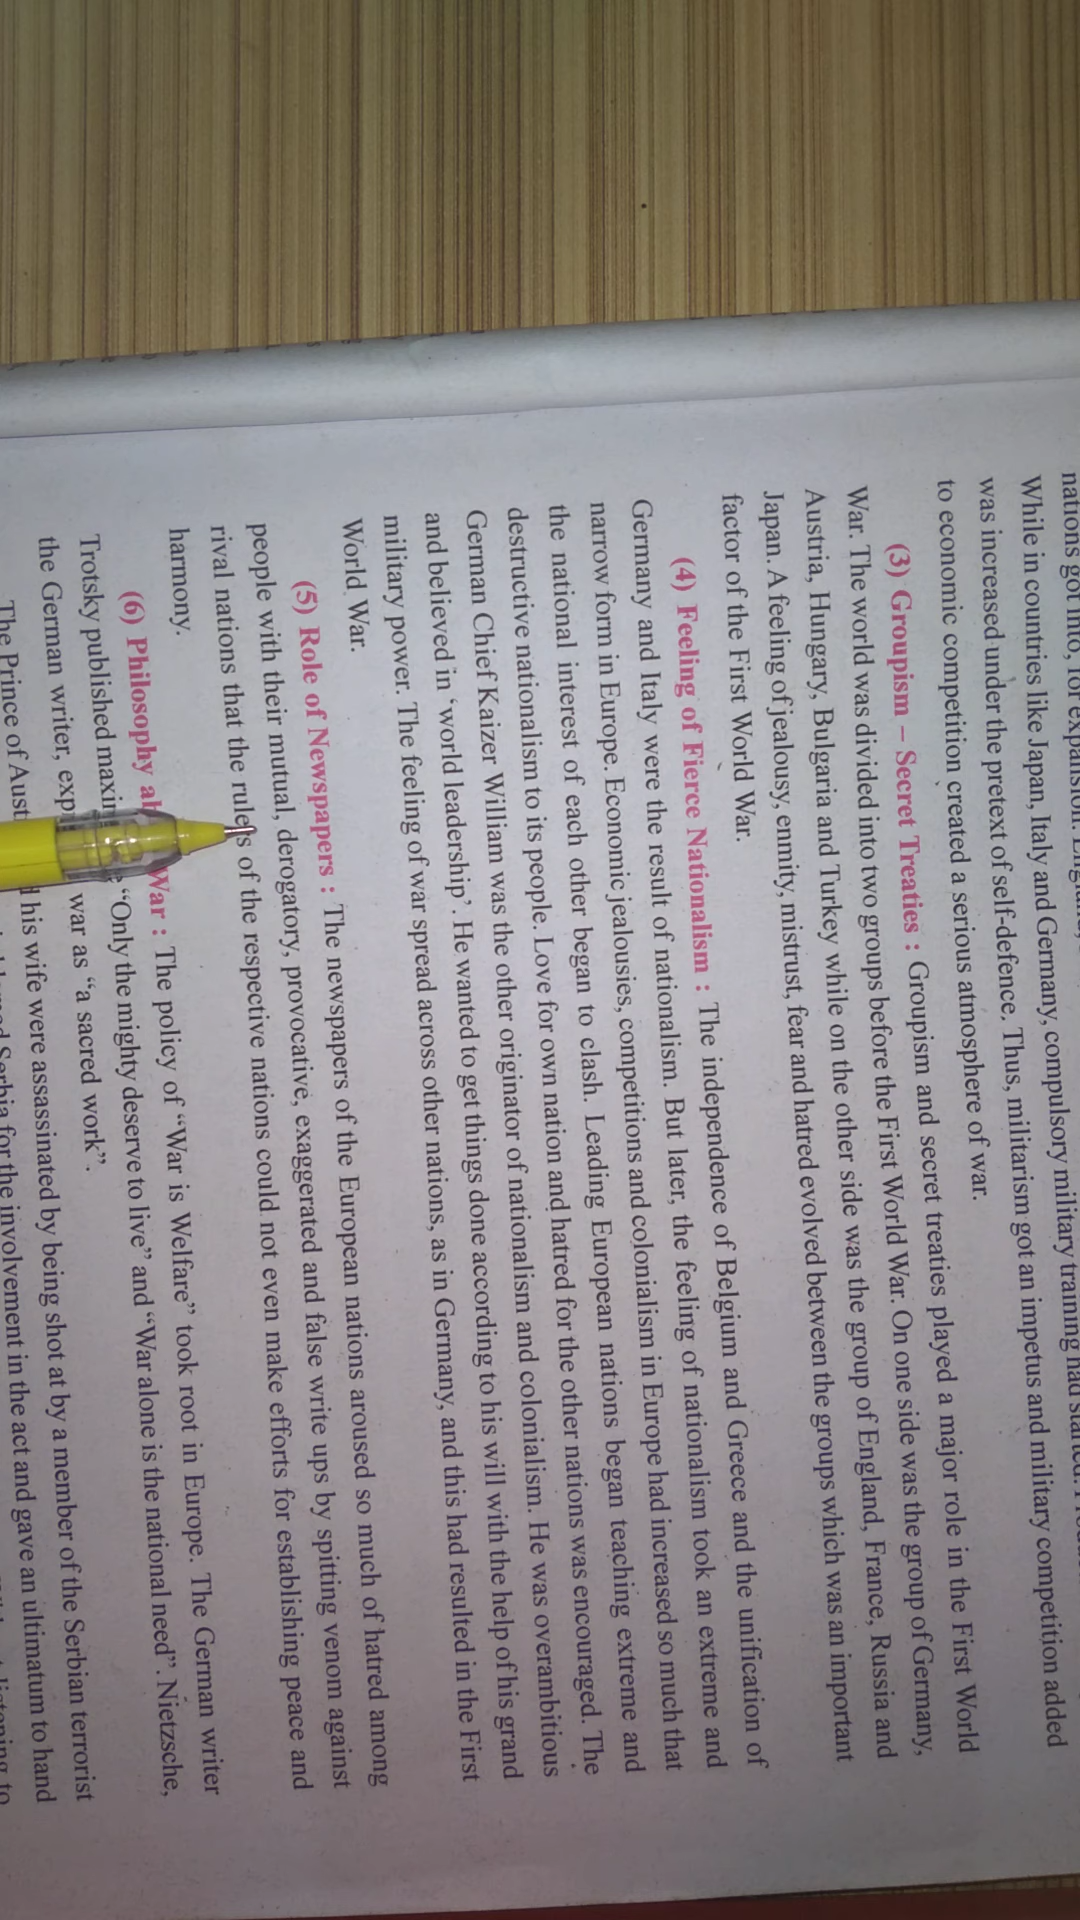 nations got into, for expansion.
While in countries like Japan, Italy and Germany, compulsory military training had
was increased under the pretext of self-defence. Thus, militarism got an impetus and military competition added
to economic competition created a serious atmosphere of war.
(3) Groupism – Secret Treaties : Groupism and secret treaties played a major role in the First World
War. The world was divided into two groups before the First World War. On one side was the group of Germany,
Austria, Hungary, Bulgaria and Turkey while on the other side was the group of England, France, Russia and
Japan. A feeling of jealousy, enmity, mistrust, fear and hatred evolved between the groups which was an important
factor of the First World War.
(4) Feeling of Fierce Nationalism : The independence of Belgium and Greece and the unification of
Germany and Italy were the result of nationalism. But later, the feeling of nationalism took an extreme and
narrow form in Europe. Economic jealousies, competitions and colonialism in Europe had increased so much that
the national interest of each other began to clash. Leading European nations began teaching extreme and
destructive nationalism to its people. Love for own nation and hatred for the other nations was encouraged. The
German Chief Kaizer William was the other originator of nationalism and colonialism. He was overambitious
and believed in 'world leadership'. He wanted to get things done according to his will with the help of his grand
military power. The feeling of war spread across other nations, as in Germany, and this had resulted in the First
World War.
(5) Role of Newspapers : The newspapers of the European nations aroused so much of hatred among
people with their mutual, derogatory, provocative, exaggerated and false write ups by spitting venom against
rival nations that the rulers of the respective nations could not even make efforts for establishing peace and
harmony.
(6) Philosophy War : The policy of "War is Welfare" took root in Europe. The German writer
Trotsky published "Only the mighty deserve to live" and "War alone is the national need". Nietzsche,
the German writer, war as "a sacred work".
The Prince of his wife were assassinated by being shot at by a member of the Serbian terrorist
Serbia for the involvement in the act and gave an ultimatum to hand